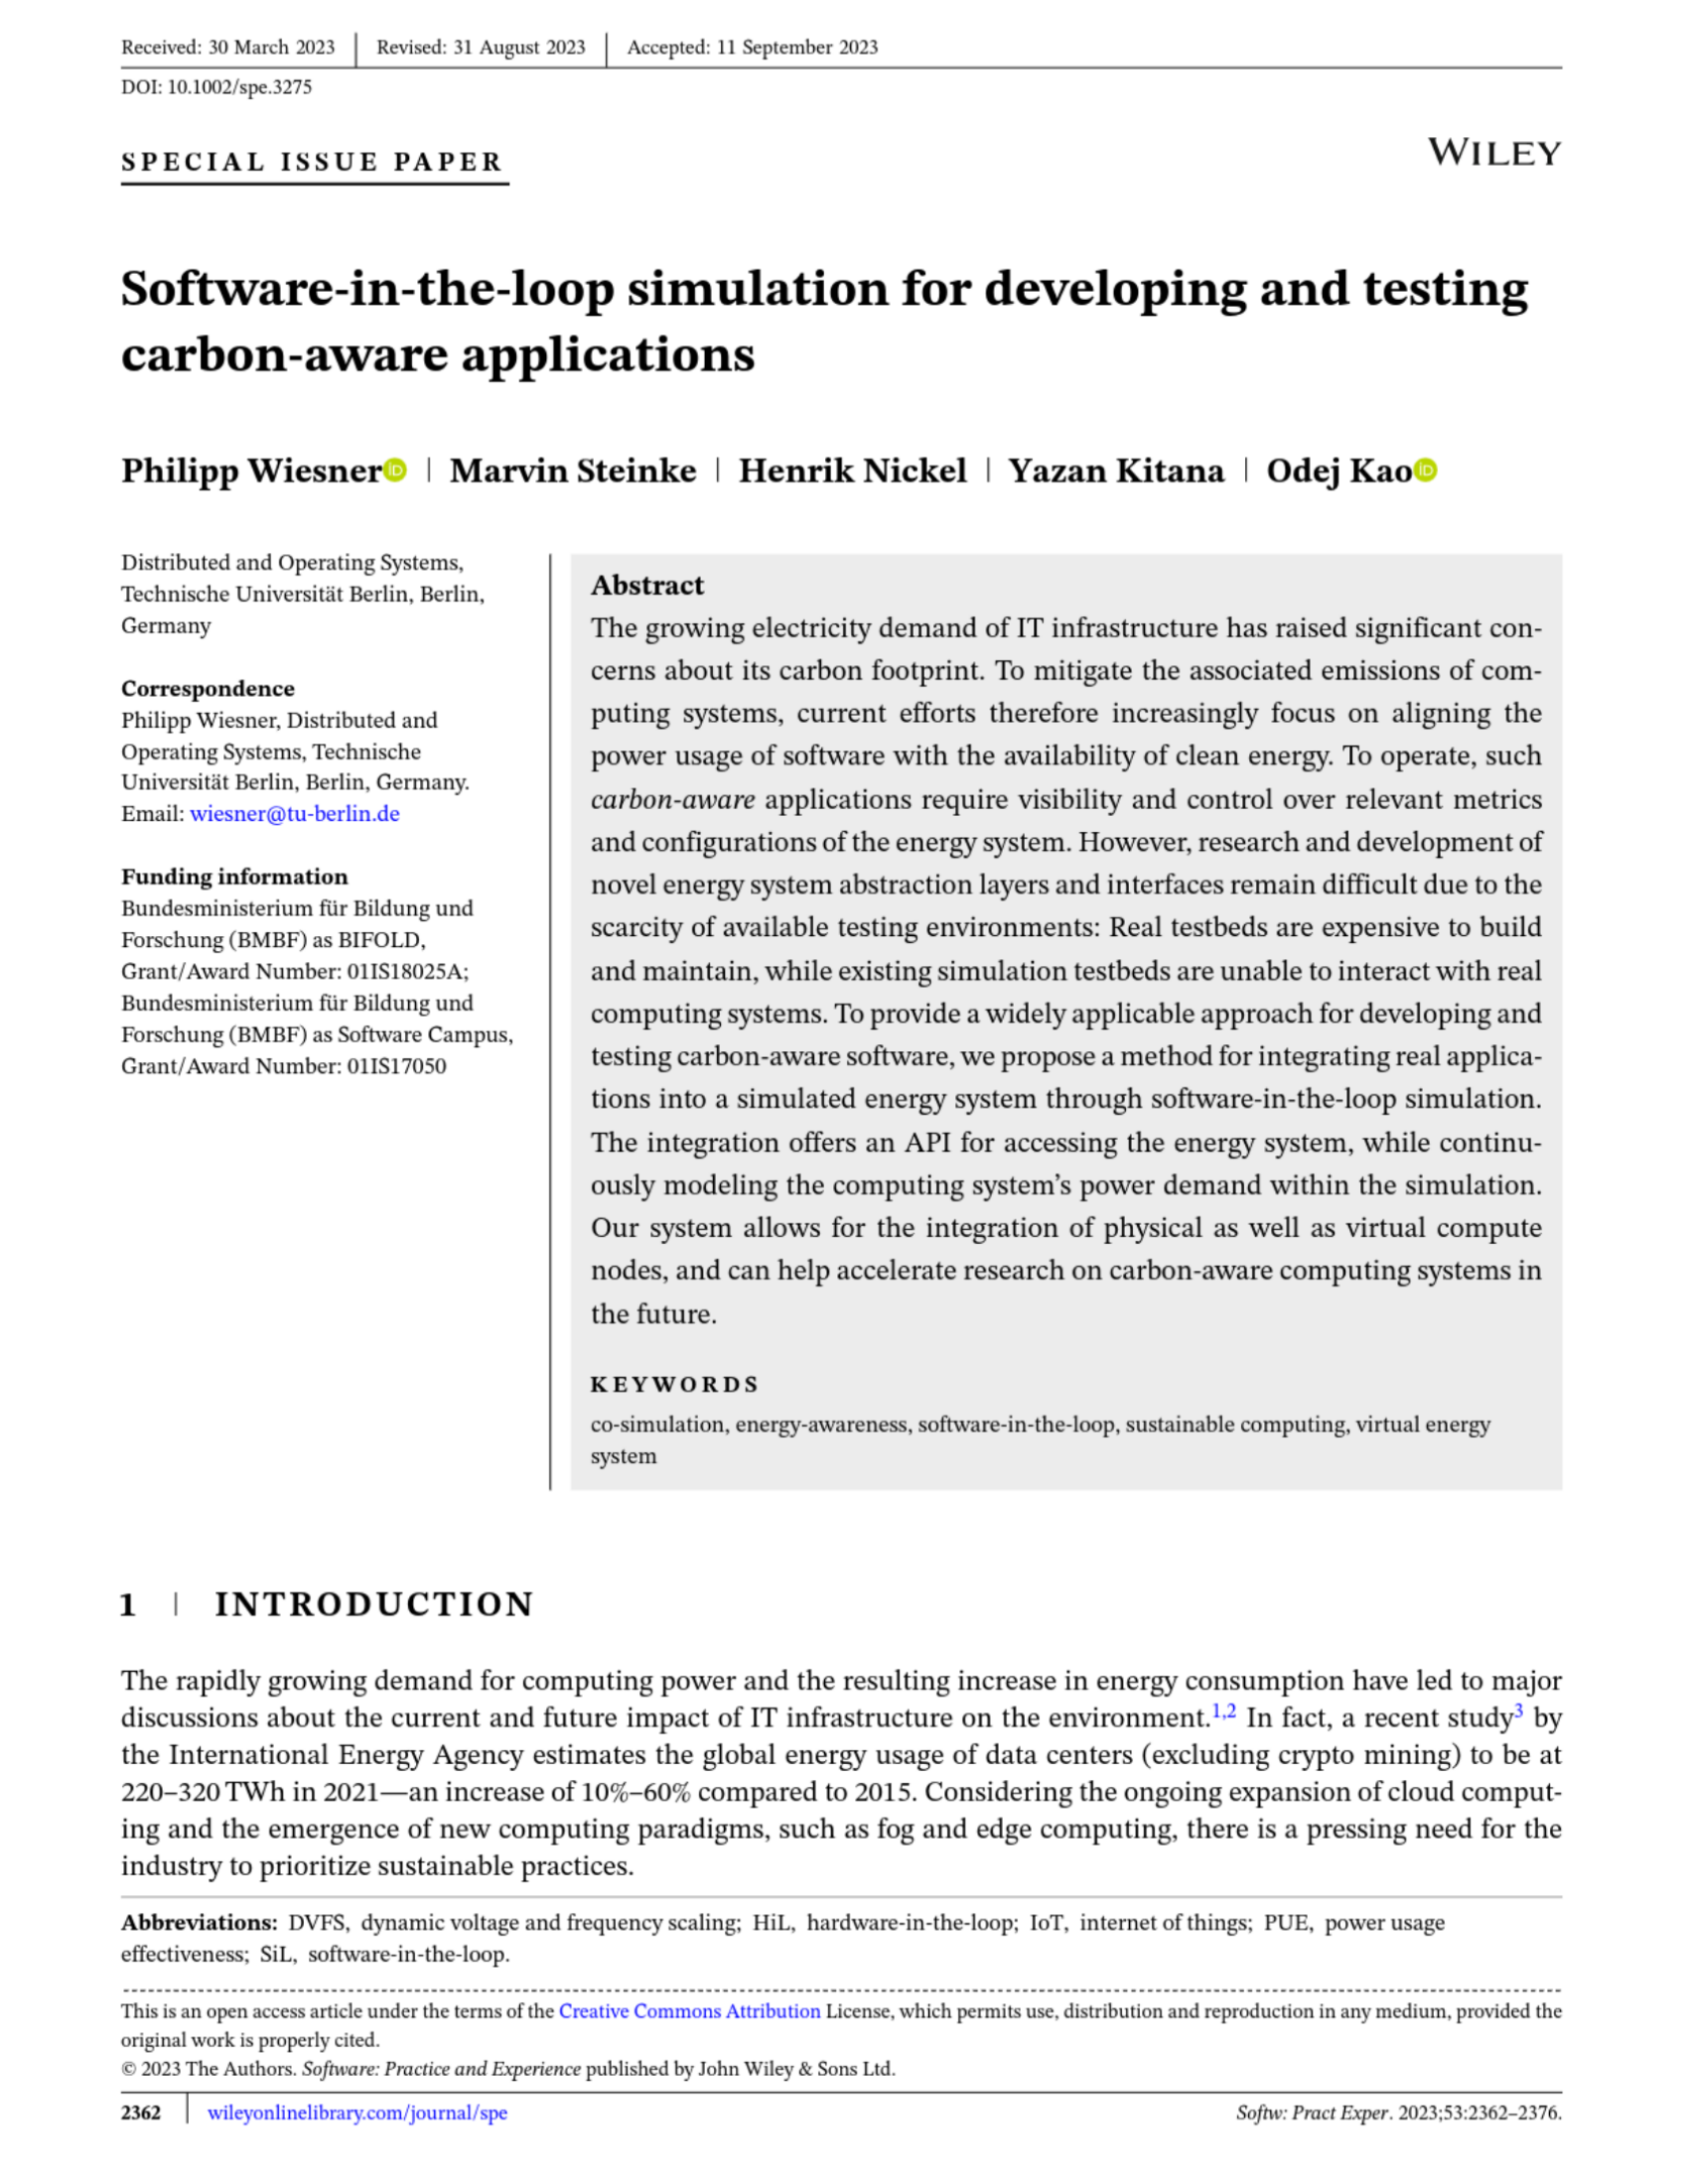 Received: 30 March 2023 | Revised: 31 August 2023 | Accepted: 11 September 2023
DOI: 10.1002/spe.3275
SPECIAL ISSUE PAPER
WILEY
Software-in-the-loop simulation for developing and testing
carbon-aware applications
Philipp Wiesner | Marvin Steinke | Henrik Nickel | Yazan Kitana | Odej Kao
Distributed and Operating Systems,
Technische Universität Berlin, Berlin,
Germany
Correspondence
Philipp Wiesner, Distributed and
Operating Systems, Technische
Universität Berlin, Berlin, Germany.
Email: wiesner@tu-berlin.de
Funding information
Bundesministerium für Bildung und
Forschung (BMBF) as BIFOLD,
Grant/Award Number: 01IS18025A;
Bundesministerium für Bildung und
Forschung (BMBF) as Software Campus,
Grant/Award Number: 01IS17050
Abstract
The growing electricity demand of IT infrastructure has raised significant con-
cerns about its carbon footprint. To mitigate the associated emissions of com-
puting systems, current efforts therefore increasingly focus on aligning the
power usage of software with the availability of clean energy. To operate, such
carbon-aware applications require visibility and control over relevant metrics
and configurations of the energy system. However, research and development of
novel energy system abstraction layers and interfaces remain difficult due to the
scarcity of available testing environments: Real testbeds are expensive to build
and maintain, while existing simulation testbeds are unable to interact with real
computing systems. To provide a widely applicable approach for developing and
testing carbon-aware software, we propose a method for integrating real applica-
tions into a simulated energy system through software-in-the-loop simulation.
The integration offers an API for accessing the energy system, while continu-
ously modeling the computing system's power demand within the simulation.
Our system allows for the integration of physical as well as virtual compute
nodes, and can help accelerate research on carbon-aware computing systems in
the future.
KEYWORDS
co-simulation, energy-awareness, software-in-the-loop, sustainable computing, virtual energy
system
1 | INTRODUCTION
The rapidly growing demand for computing power and the resulting increase in energy consumption have led to major
discussions about the current and future impact of IT infrastructure on the environment.1,2 In fact, a recent study3 by
the International Energy Agency estimates the global energy usage of data centers (excluding crypto mining) to be at
220–320 TWh in 2021—an increase of 10%–60% compared to 2015. Considering the ongoing expansion of cloud comput-
ing and the emergence of new computing paradigms, such as fog and edge computing, there is a pressing need for the
industry to prioritize sustainable practices.
Abbreviations: DVFS, dynamic voltage and frequency scaling; HiL, hardware-in-the-loop; IoT, internet of things; PUE, power usage
effectiveness; SiL, software-in-the-loop.
This is an open access article under the terms of the Creative Commons Attribution License, which permits use, distribution and reproduction in any medium, provided the
original work is properly cited.
© 2023 The Authors. Software: Practice and Experience published by John Wiley & Sons Ltd.
2362 | wileyonlinelibrary.com/journal/spe
Softw: Pract Exper. 2023;53:2362–2376.